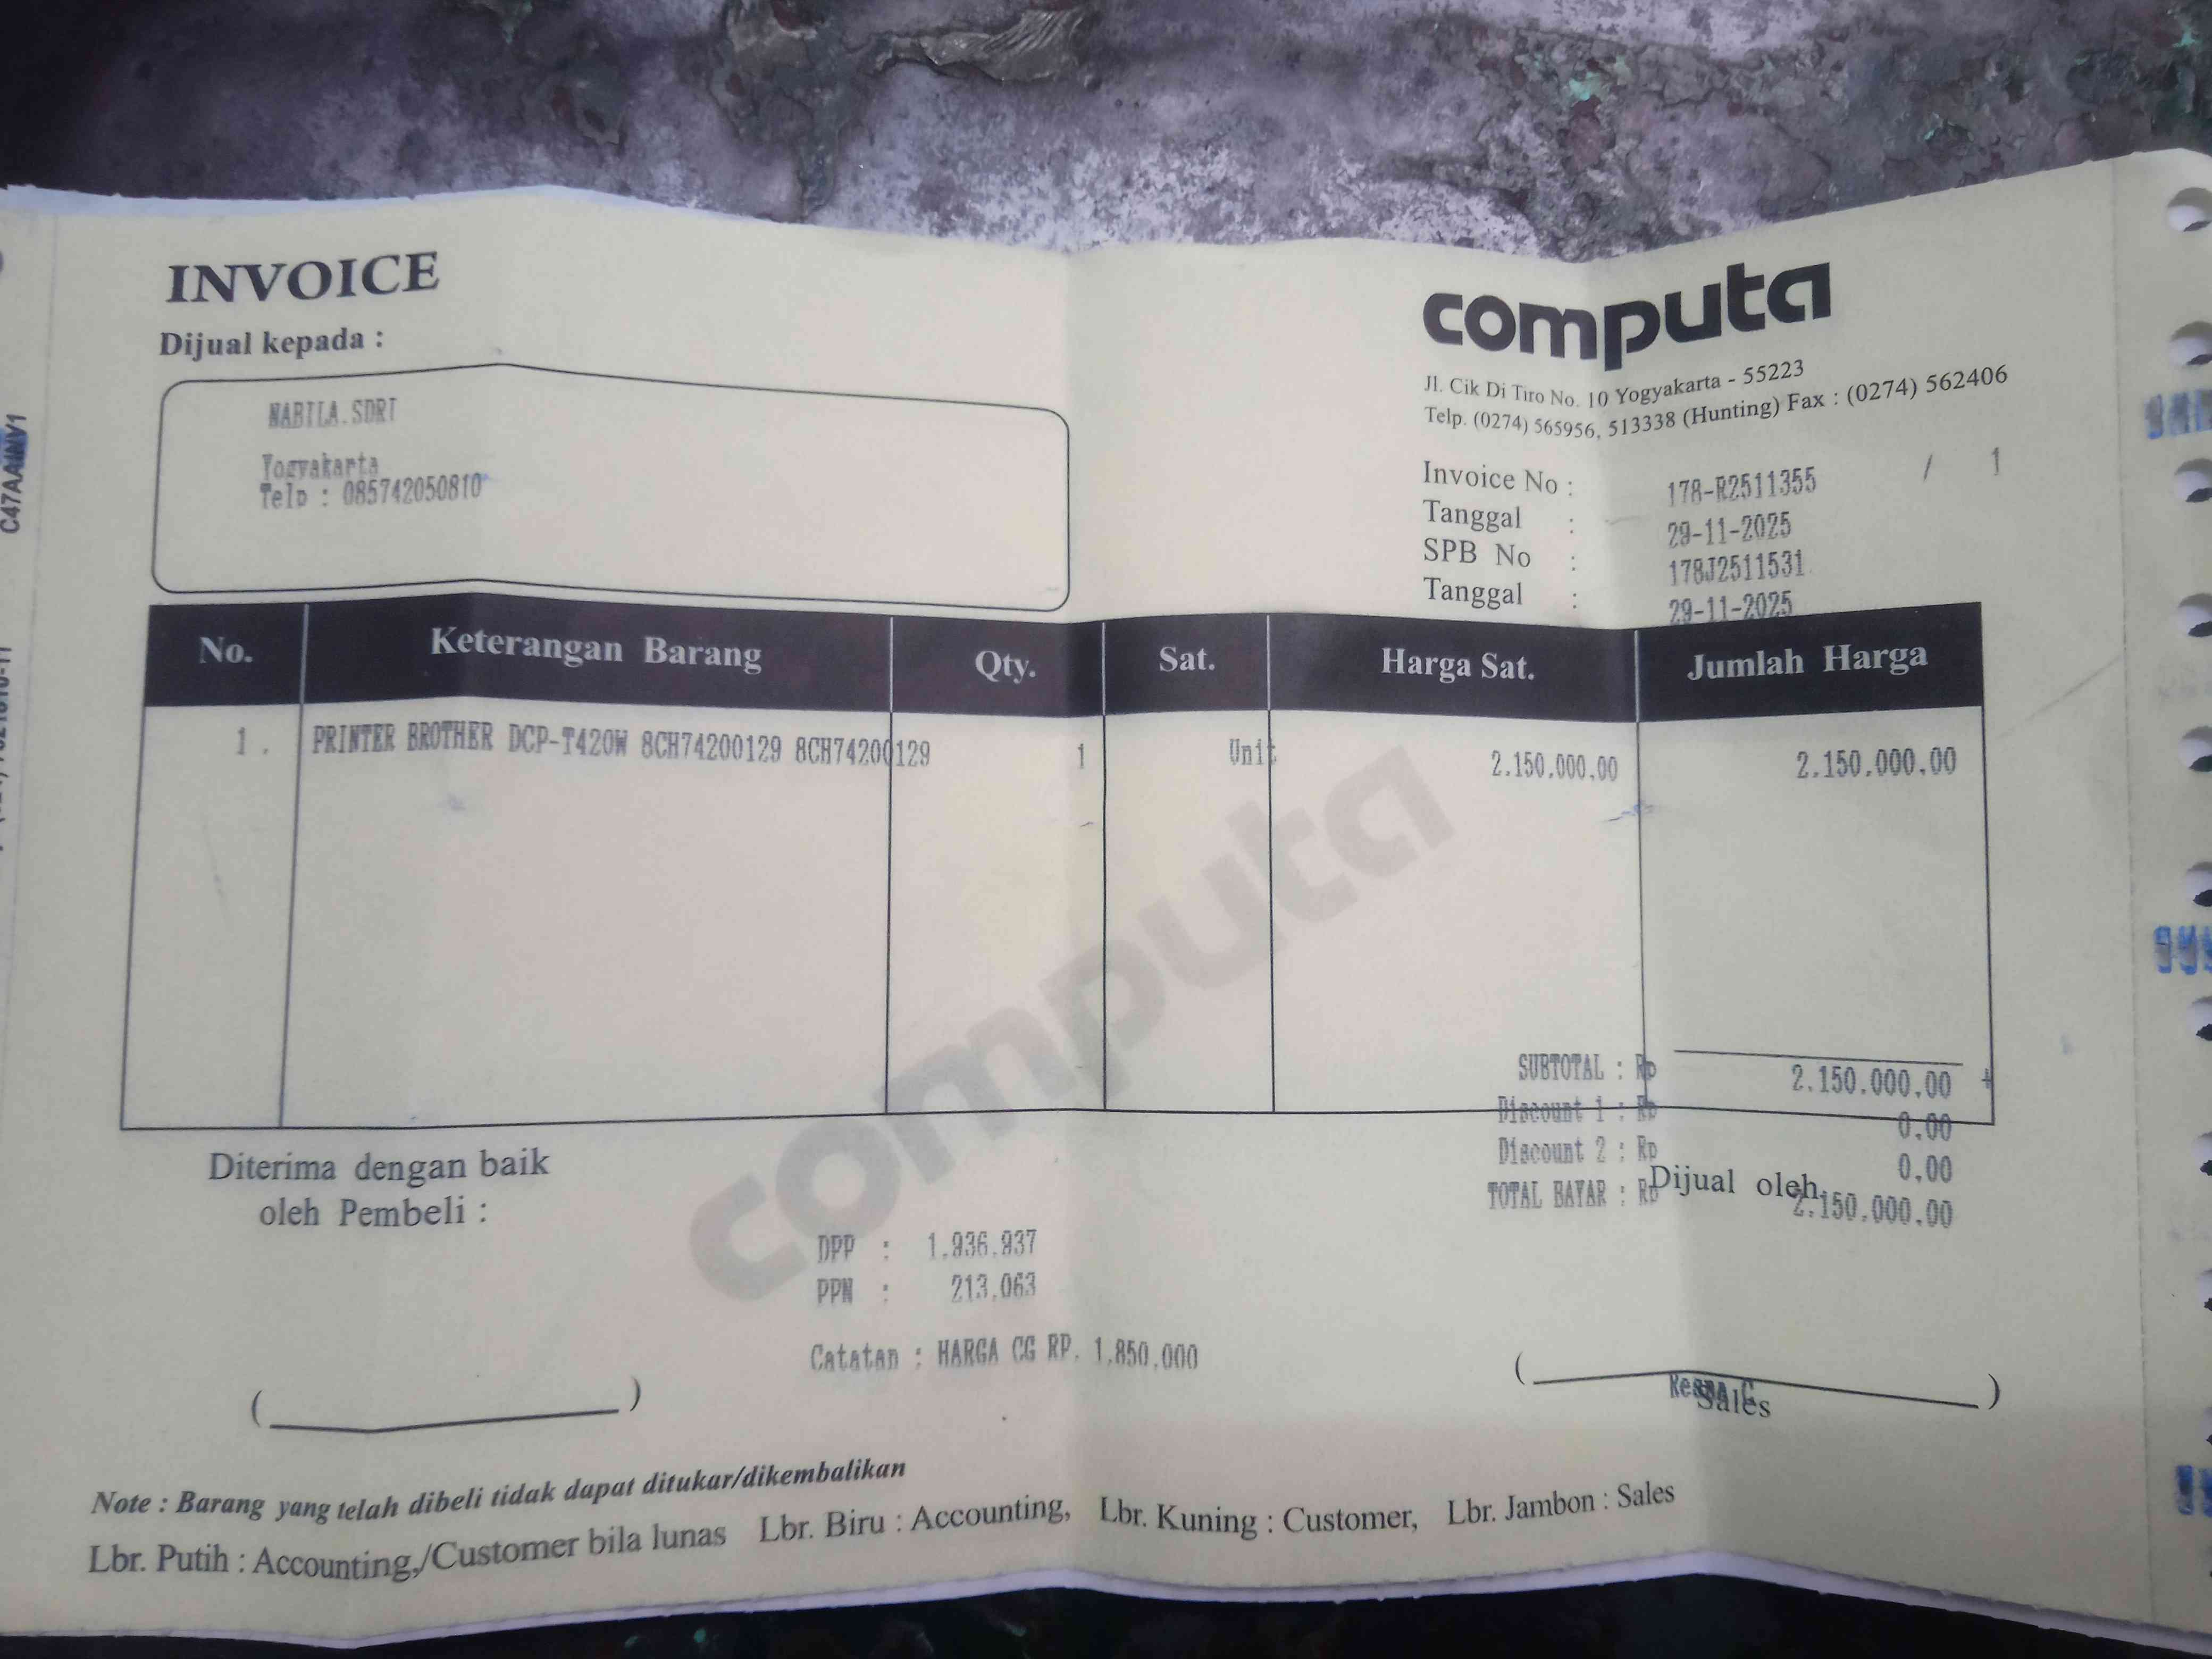 INVOICE
Dijual kepada :
NABILA.SDRI
Yogyakarta
Telp : 085742050810
computa
Jl. Cik Di Tiro No. 10 Yogyakarta - 55223
Telp. (0274) 565956, 513338 (Hunting) Fax : (0274) 562406
Invoice No : 178-R2511355 / 1
Tanggal : 29-11-2025
SPB No : 178J2511531
Tanggal : 29-11-2025
No. Keterangan Barang Qty. Sat. Harga Sat. Jumlah Harga
1. PRINTER BROTHER DCP-T420W 8CH74200129 8CH74200129 1 Unit 2.150.000,00 2.150.000,00
computa
SUBTOTAL : Rp 2.150.000,00 +
Discount 1 : Rp 0,00
Discount 2 : Rp 0,00
TOTAL BAYAR : Rp 2.150.000,00
Diterima dengan baik
oleh Pembeli :
Dijual oleh,
DPP : 1.936.937
PPN : 213.063
Catatan : HARGA CG RP. 1.850.000
( )
( )
Sales
Note : Barang yang telah dibeli tidak dapat ditukar/dikembalikan
Lbr. Putih : Accounting,/Customer bila lunas Lbr. Biru : Accounting, Lbr. Kuning : Customer, Lbr. Jambon : Sales